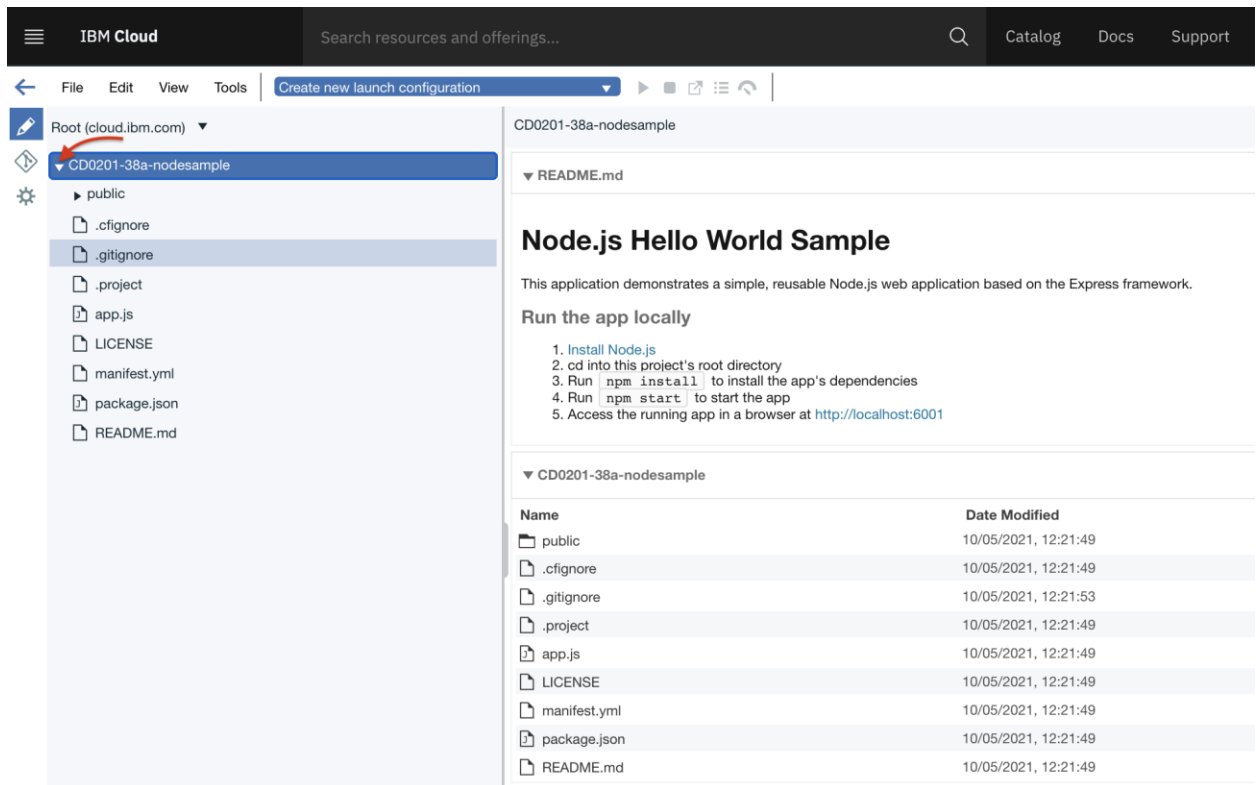 IBM Cloud Search resources and offerings... Catalog Docs Support
File Edit View Tools Create new launch configuration
Root (cloud.ibm.com)
CD0201-38a-nodesample
public
.cfignore
.gitignore
.project
app.js
LICENSE
manifest.yml
package.json
README.md
CD0201-38a-nodesample
README.md
Node.js Hello World Sample
This application demonstrates a simple, reusable Node.js web application based on the Express framework.
Run the app locally
1. Install Node.js
2. cd into this project's root directory
3. Run npm install to install the app's dependencies
4. Run npm start to start the app
5. Access the running app in a browser at http://localhost:6001
CD0201-38a-nodesample
Name Date Modified
public 10/05/2021, 12:21:49
.cfignore 10/05/2021, 12:21:49
.gitignore 10/05/2021, 12:21:53
.project 10/05/2021, 12:21:49
app.js 10/05/2021, 12:21:49
LICENSE 10/05/2021, 12:21:49
manifest.yml 10/05/2021, 12:21:49
package.json 10/05/2021, 12:21:49
README.md 10/05/2021, 12:21:49